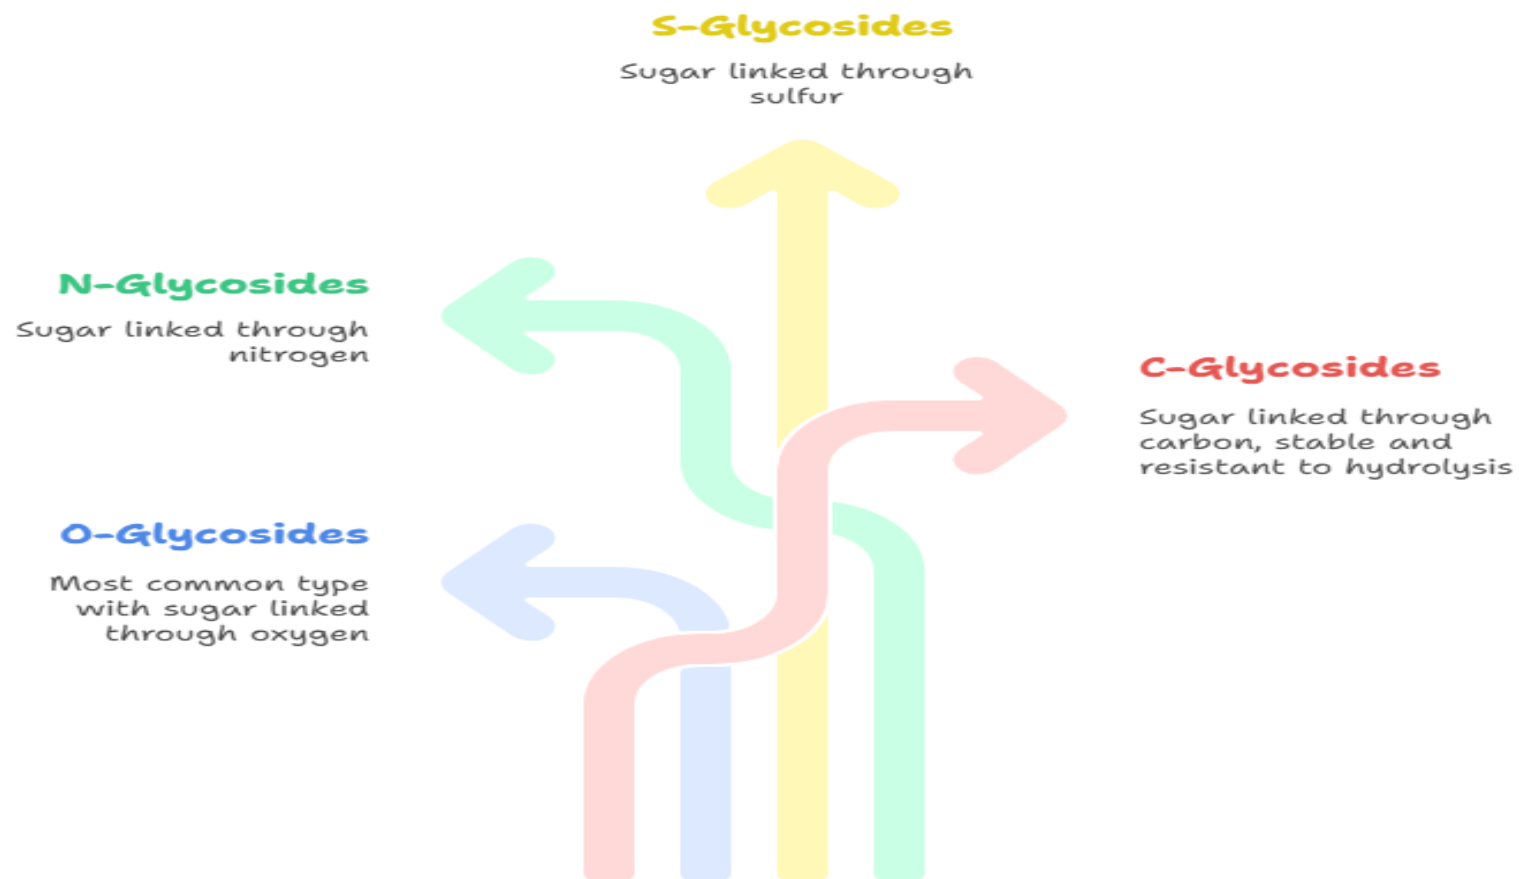 S-Glycosides
Sugar linked through
sulfur
N-Glycosides
Sugar linked through
nitrogen
C-Glycosides
Sugar linked through
carbon, stable and
resistant to hydrolysis
O-Glycosides
Most common type
with sugar linked
through oxygen